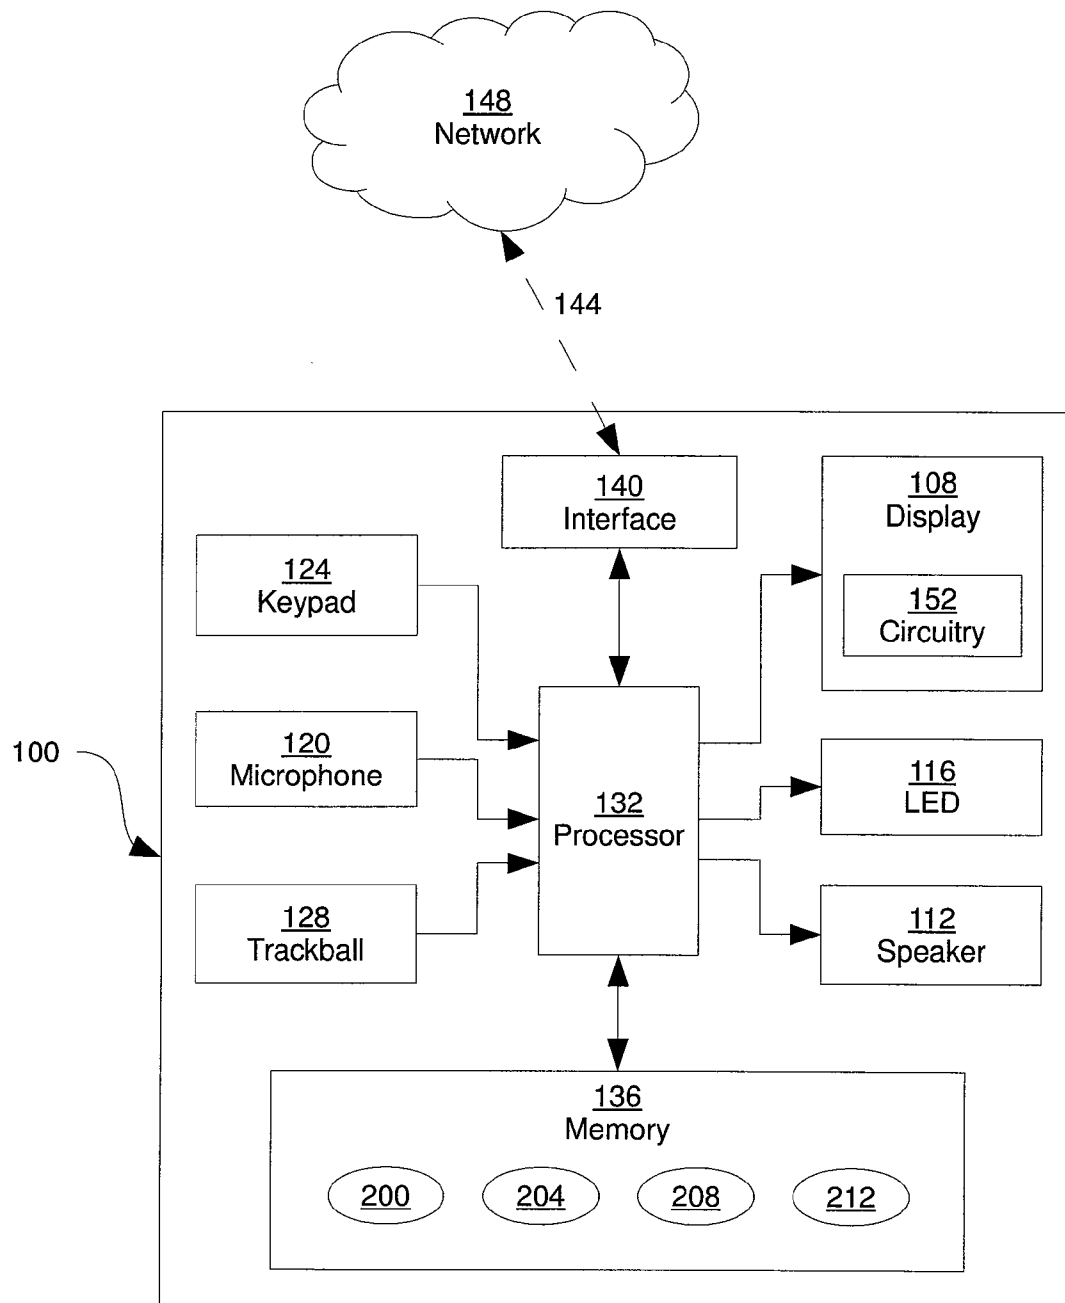 148
Network
144
140
Interface
108
Display
124
Keypad
152
Circuitry
100
120
Microphone
132
Processor
116
LED
128
Trackball
112
Speaker
136
Memory
200
204
208
212